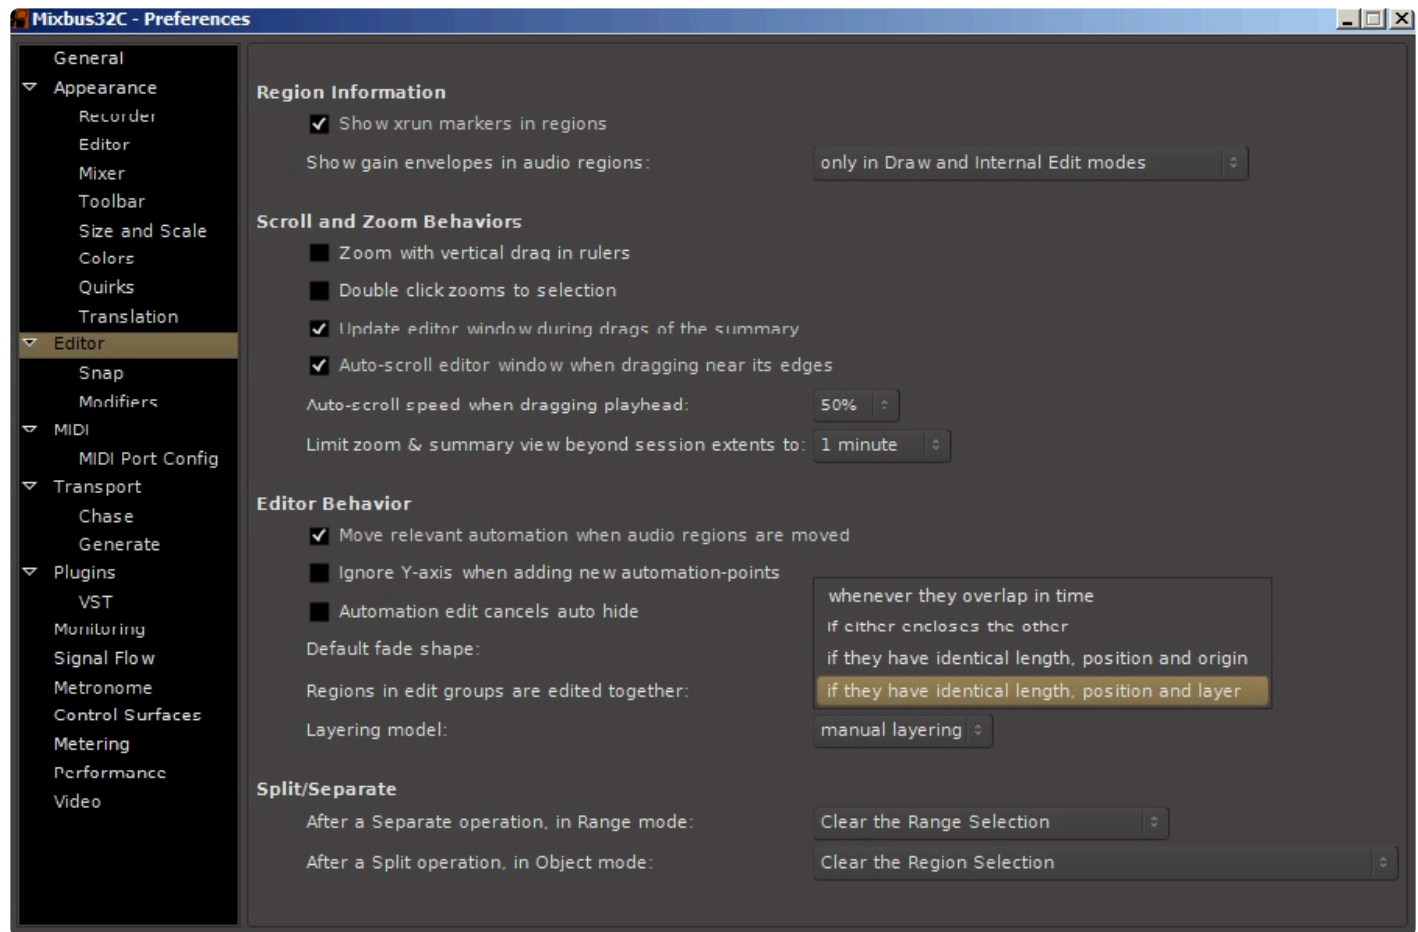 Mixbus32C - Preferences
General
Appearance
Recorder
Editor
Mixer
Toolbar
Size and Scale
Colors
Quirks
Translation
Editor
Snap
Modifiers
MIDI
MIDI Port Config
Transport
Chase
Generate
Plugins
VST
Monitoring
Signal Flow
Metronome
Control Surfaces
Metering
Performance
Video
Region Information
Show xrun markers in regions
Show gain envelopes in audio regions: only in Draw and Internal Edit modes
Scroll and Zoom Behaviors
Zoom with vertical drag in rulers
Double click zooms to selection
Update editor window during drags of the summary
Auto-scroll editor window when dragging near its edges
Auto-scroll speed when dragging playhead: 50%
Limit zoom & summary view beyond session extents to: 1 minute
Editor Behavior
Move relevant automation when audio regions are moved
Ignore Y-axis when adding new automation-points
Automation edit cancels auto hide
Default fade shape:
Regions in edit groups are edited together:
whenever they overlap in time
if either encloses the other
if they have identical length, position and origin
if they have identical length, position and layer
Layering model: manual layering
Split/Separate
After a Separate operation, in Range mode: Clear the Range Selection
After a Split operation, in Object mode: Clear the Region Selection